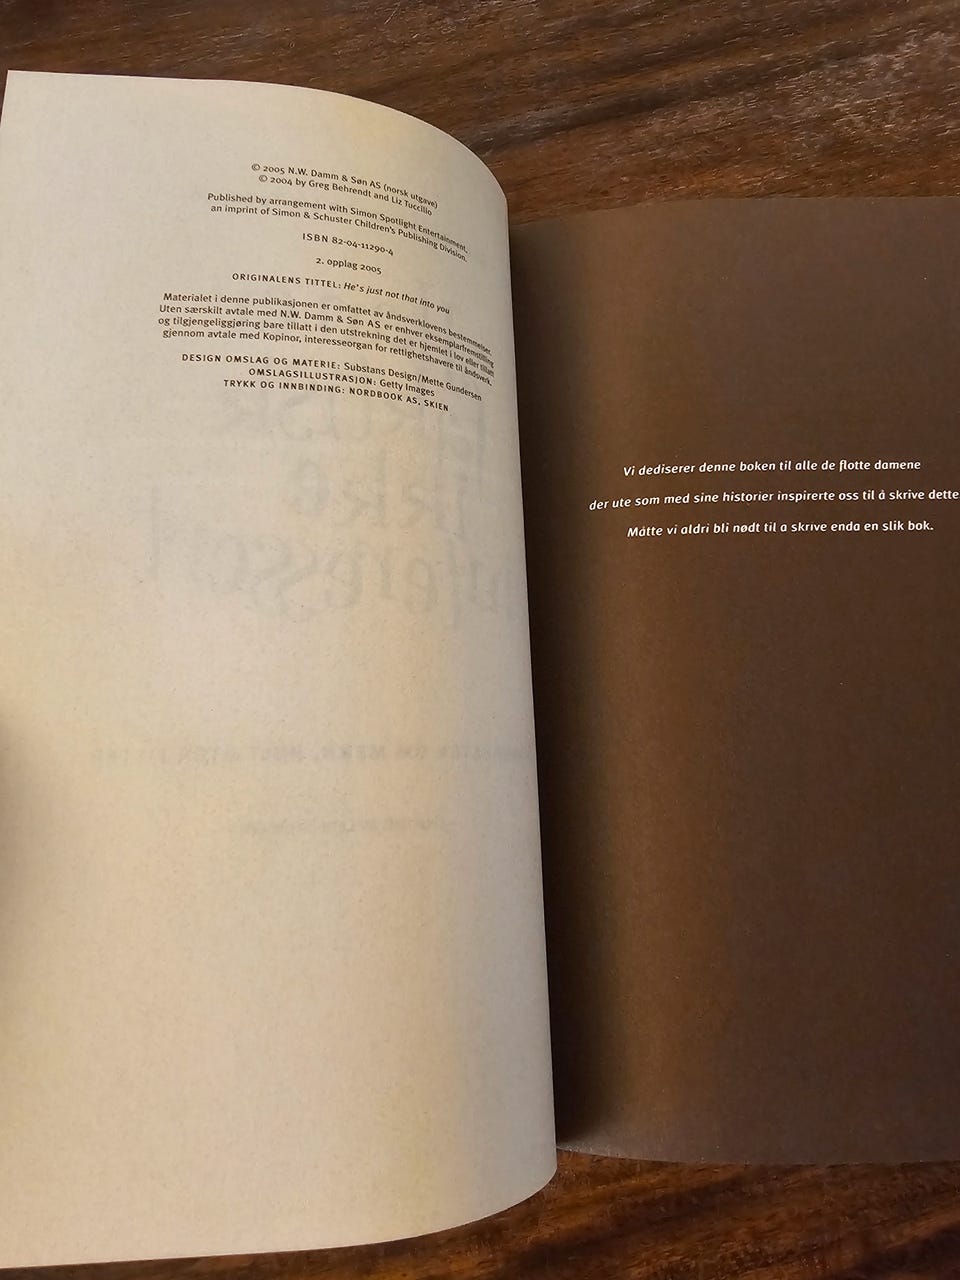 © 2005 N.W. Damm & Søn AS (norsk utgave)
© 2004 by Greg Behrendt and Liz Tuccillo
Published by arrangement with Simon Spotlight Entertainment,
an imprint of Simon & Schuster Children's Publishing Division.
ISBN 82-04-11290-4
2. opplag 2005
ORIGINALENS TITTEL: He's just not that into you
Materialet i denne publikasjonen er omfattet av åndsverklovens bestemmelser.
Uten særskilt avtale med N.W. Damm & Søn AS er enhver eksemplarfremstilling
og tilgjengeliggjøring bare tillatt i den utstrekning det er hjemlet i lov eller tillatt
gjennom avtale med Kopinor, interesseorgan for rettighetshavere til åndsverk.
DESIGN OMSLAG OG MATERIE: Substans Design/Mette Gundersen
OMSLAGSILLUSTRASJON: Getty Images
TRYKK OG INNBINDING: NORDBOOK AS, SKIEN
Vi dediserer denne boken til alle de flotte damene
der ute som med sine historier inspirerte oss til å skrive dette
Måtte vi aldri bli nødt til a skrive enda en slik bok.